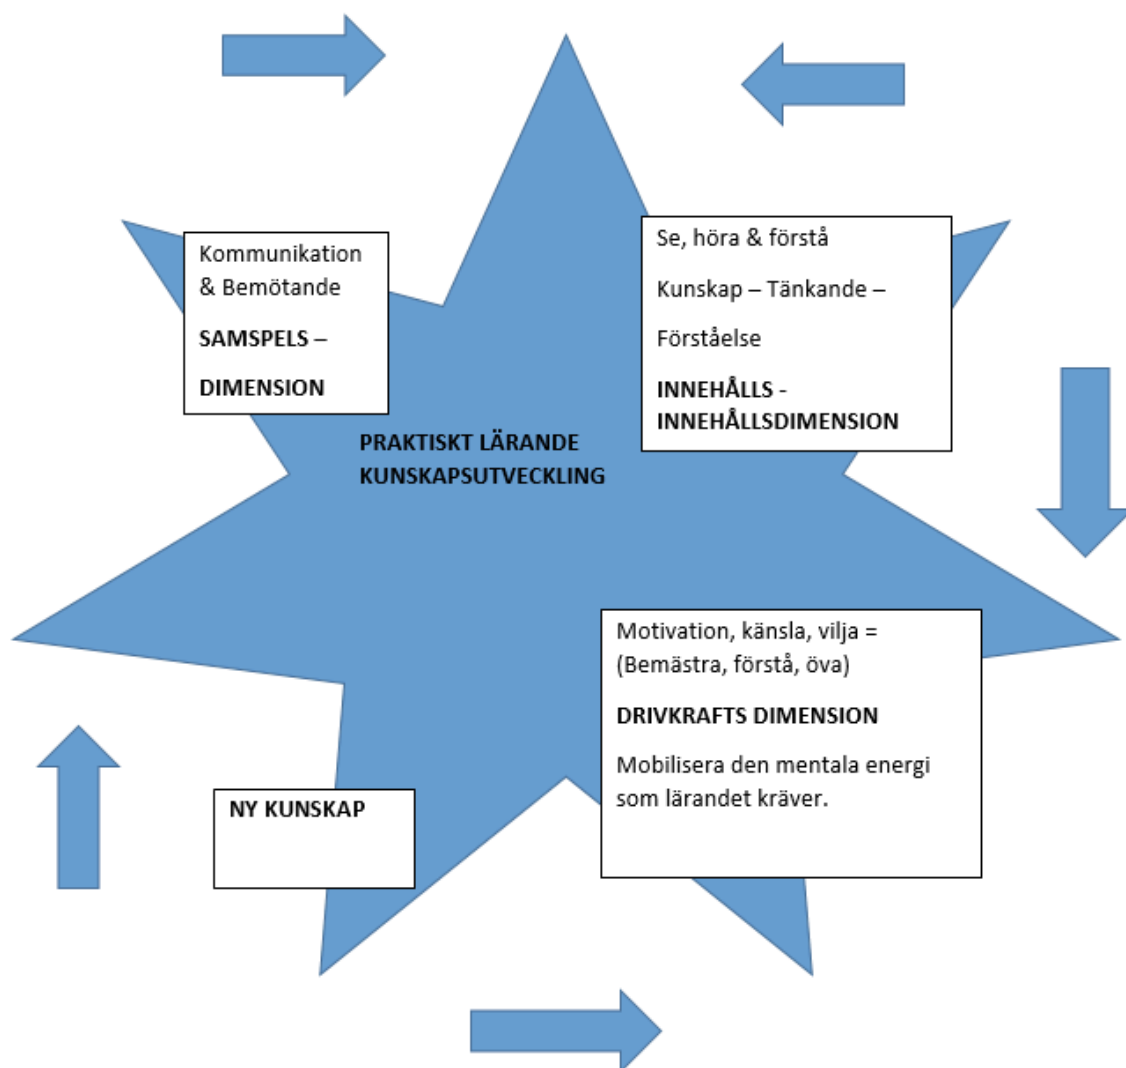 Kommunikation
& Bemötande
SAMSPELS –
DIMENSION
Se, höra & förstå
Kunskap – Tänkande –
Förståelse
INNEHÅLLS -
INNEHÅLLSDIMENSION
PRAKTISKT LÄRANDE
KUNSKAPSUTVECKLING
Motivation, känsla, vilja =
(Bemästra, förstå, öva)
DRIVKRAFTS DIMENSION
Mobilisera den mentala energi
som lärandet kräver.
NY KUNSKAP